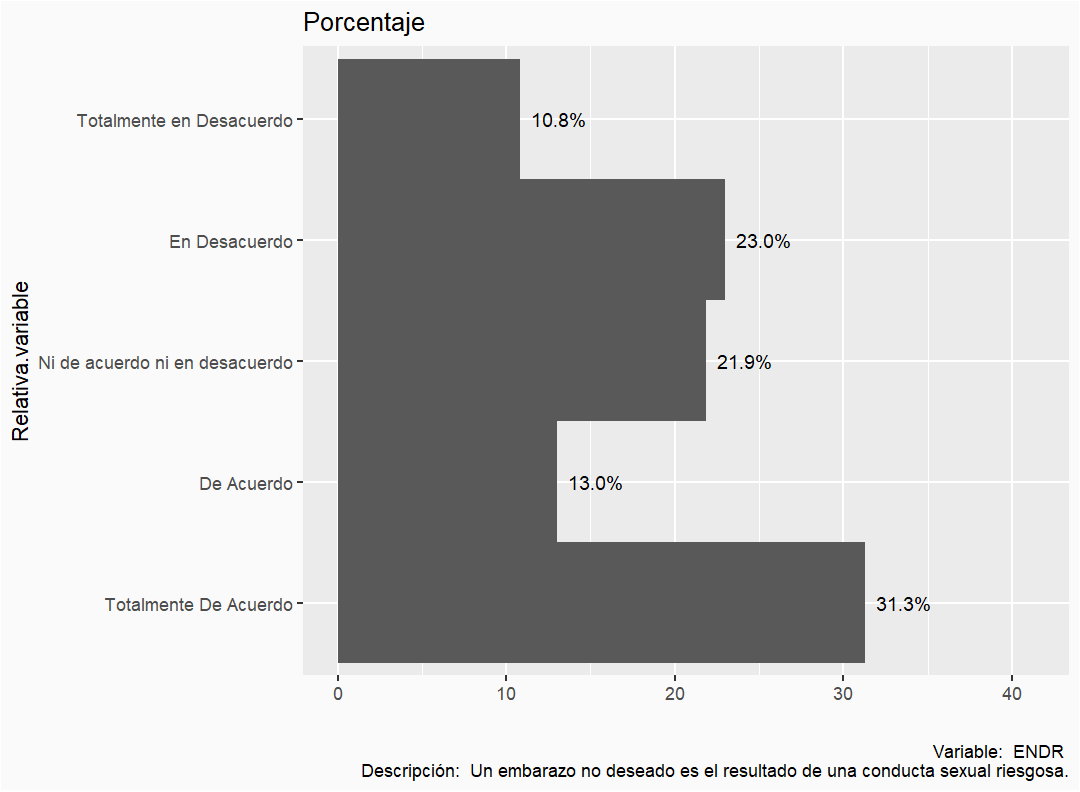 Porcentaje
Relativa.variable
Totalmente en Desacuerdo
10.8%
En Desacuerdo
23.0%
Ni de acuerdo ni en desacuerdo
21.9%
De Acuerdo
13.0%
Totalmente De Acuerdo
31.3%
0 10 20 30 40
Variable: ENDR
Descripción: Un embarazo no deseado es el resultado de una conducta sexual riesgosa.